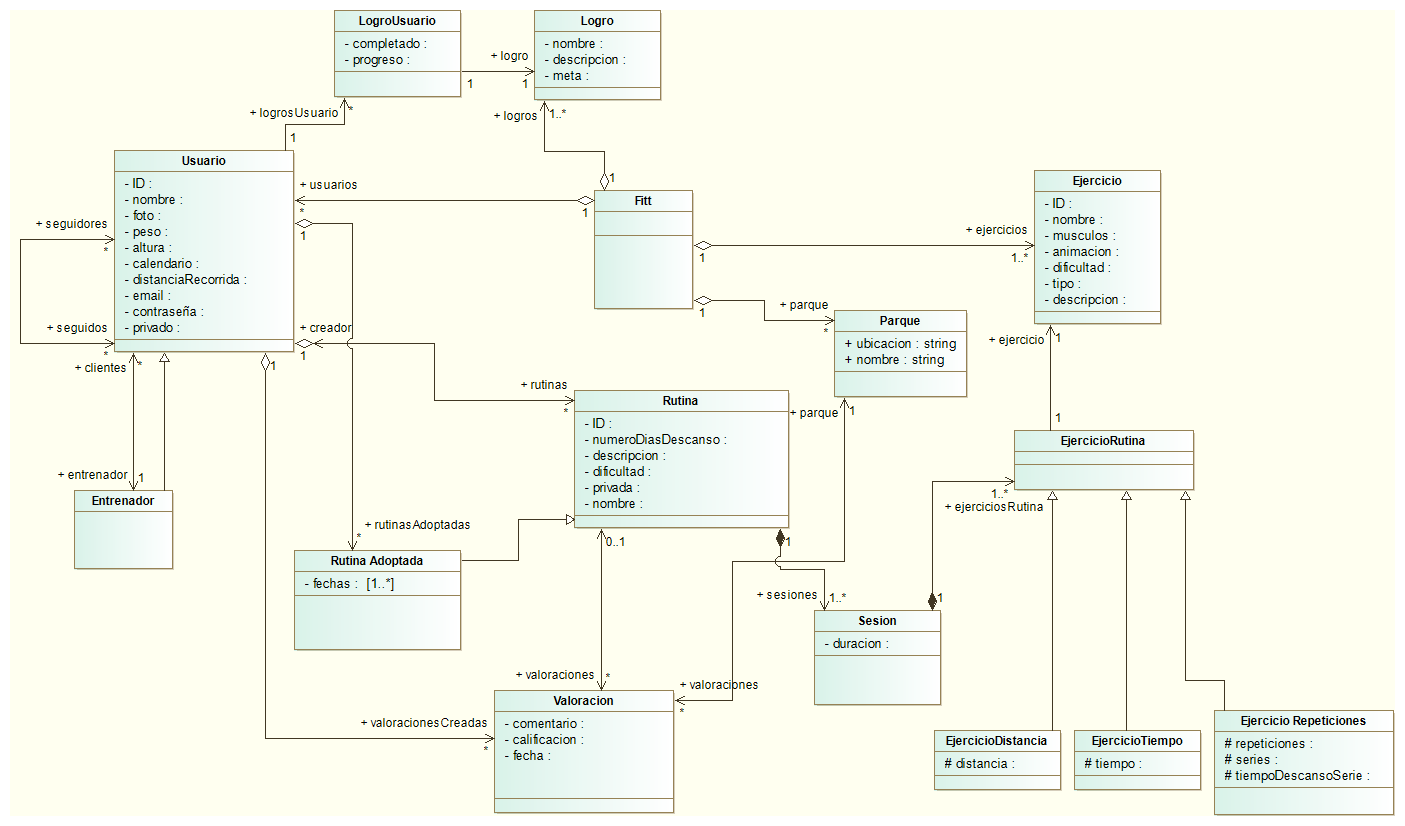 LogroUsuario
- completado :
- progreso :
Logro
- nombre :
- descripcion :
- meta :
+ logro
1
1
+ logrosUsuario
*
1
+ logros
1..*
1
Usuario
- ID :
- nombre :
- foto :
- peso :
- altura :
- calendario :
- distanciaRecorrida :
- email :
- contraseña :
- privado :
+ usuarios
*
1
Fitt
Ejercicio
- ID :
- nombre :
- musculos :
- animacion :
- dificultad :
- tipo :
- descripcion :
+ seguidores
*
+ seguidos
*
1
+ ejercicios
1
1..*
+ parque
1
*
Parque
+ ubicacion : string
+ nombre : string
+ creador
1
1
+ clientes
*
+ ejercicio
1
+ rutinas
*
Rutina
- ID :
- numeroDiasDescanso :
- descripcion :
- dificultad :
- privada :
- nombre :
+ parque
1
1
EjercicioRutina
+ entrenador
1
Entrenador
1..*
+ ejerciciosRutina
+ rutinasAdoptadas
*
Rutina Adoptada
- fechas : [1..*]
0..1
1
+ sesiones
1..*
1
Sesion
- duracion :
+ valoraciones
*
+ valoraciones
*
Valoracion
- comentario :
- calificacion :
- fecha :
+ valoracionesCreadas
*
EjercicioDistancia
# distancia :
EjercicioTiempo
# tiempo :
Ejercicio Repeticiones
# repeticiones :
# series :
# tiempoDescansoSerie :